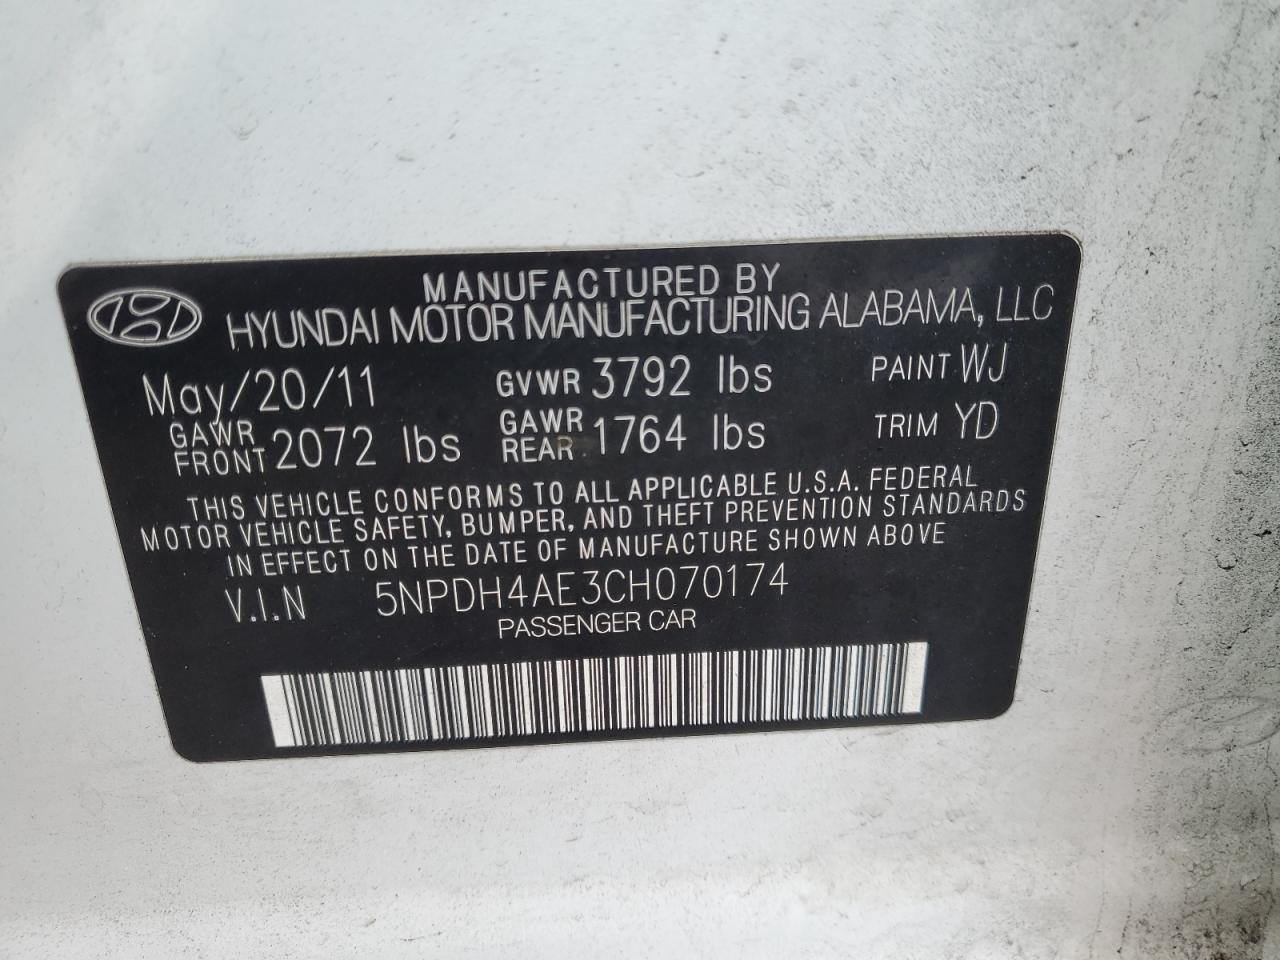 MANUFACTURED BY
HYUNDAI MOTOR MANUFACTURING ALABAMA, LLC
May/20/11 GVWR 3792 lbs PAINT WJ
GAWR FRONT 2072 lbs GAWR REAR 1764 lbs TRIM YD
THIS VEHICLE CONFORMS TO ALL APPLICABLE U.S.A. FEDERAL
MOTOR VEHICLE SAFETY, BUMPER, AND THEFT PREVENTION STANDARDS
IN EFFECT ON THE DATE OF MANUFACTURE SHOWN ABOVE
V.I.N 5NPDH4AE3CH070174
PASSENGER CAR